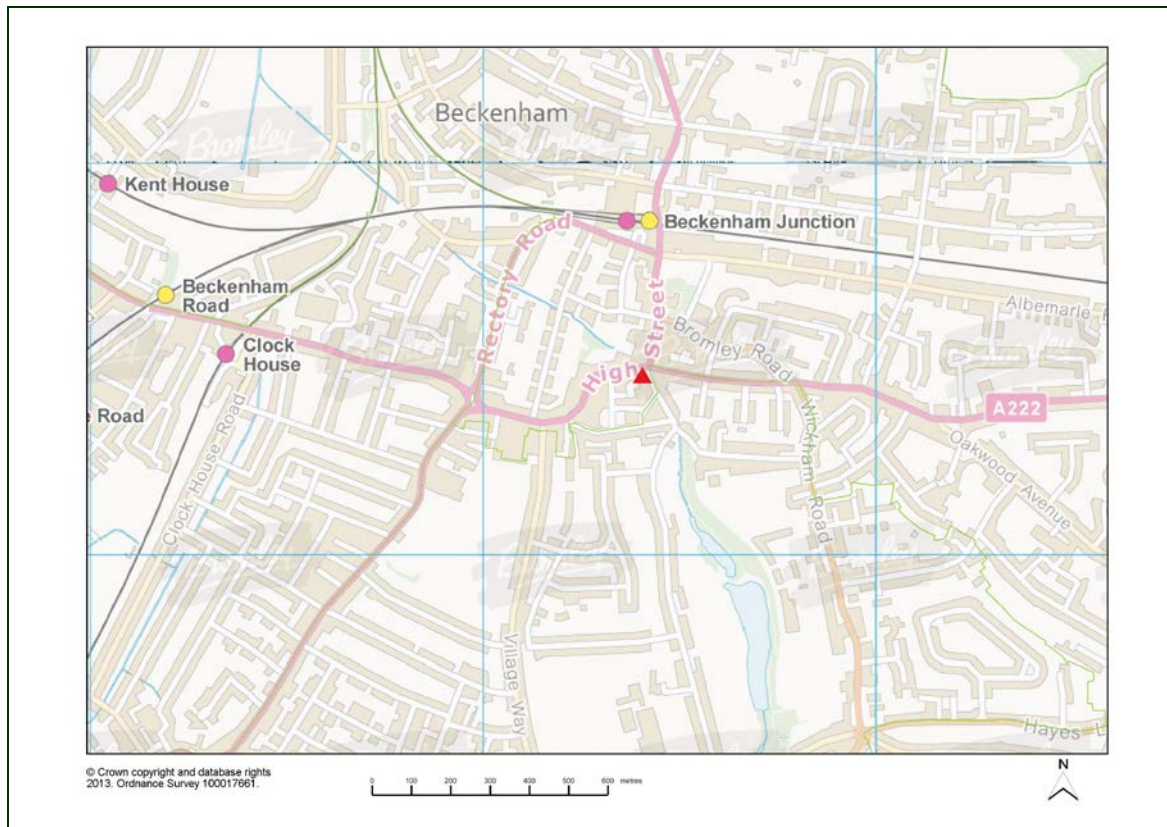 Beckenham
Kent House
Beckenham Junction
Rectory Road
Beckenham
Road
Clock
House
High Street
Bromley Road
Albemarle
e Road
A222
Clock House Road
Wickham Road
Oakwood Avenue
Village Way
Hayes L
Bromley
Bromley
© Crown copyright and database rights
2013. Ordnance Survey 100017661.
0 100 200 300 400 500 600 metres
N